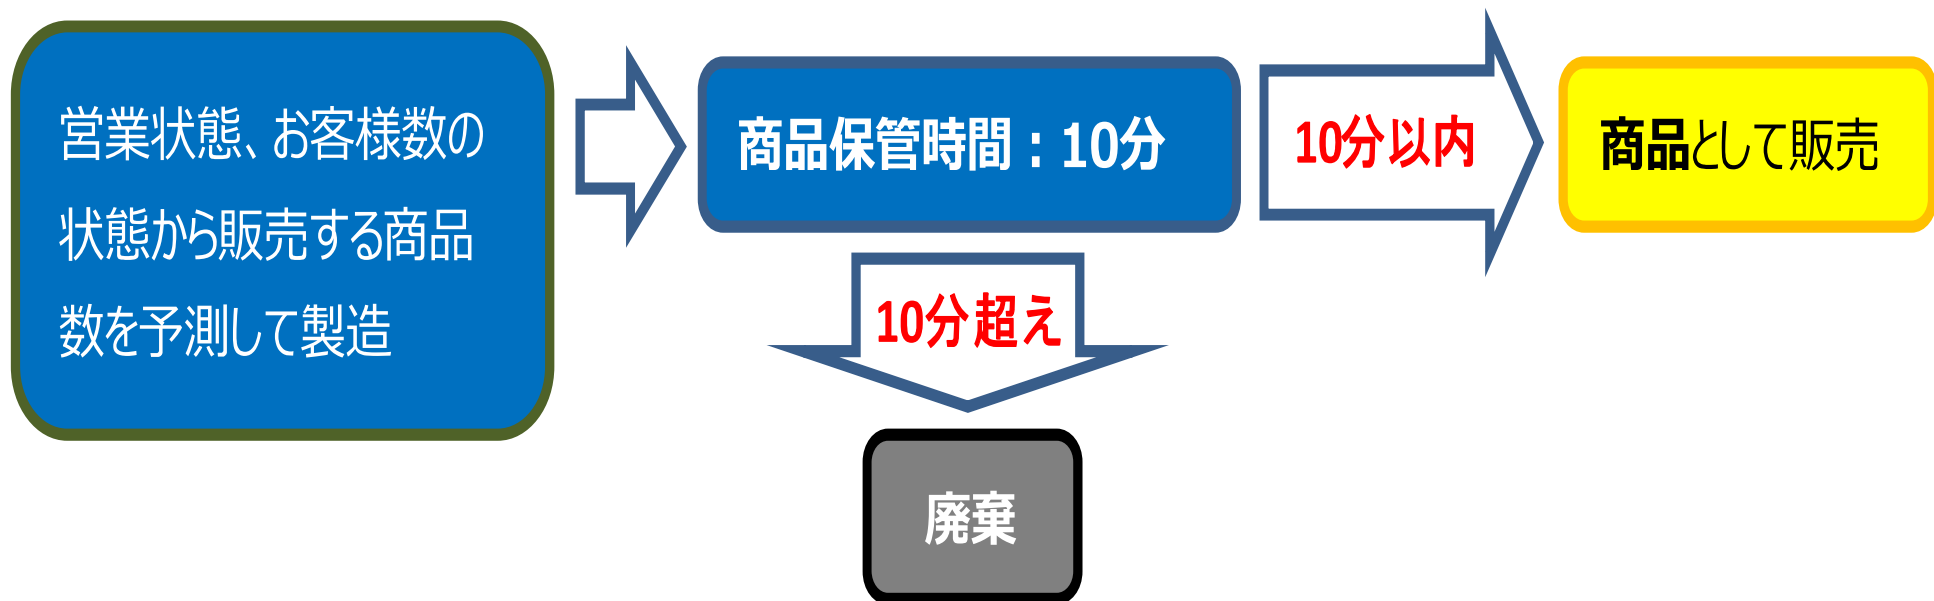 営業状態、お客様数の
状態から販売する商品
数を予測して製造
商品保管時間：10分
10分以内
商品として販売
10分超え
廃棄